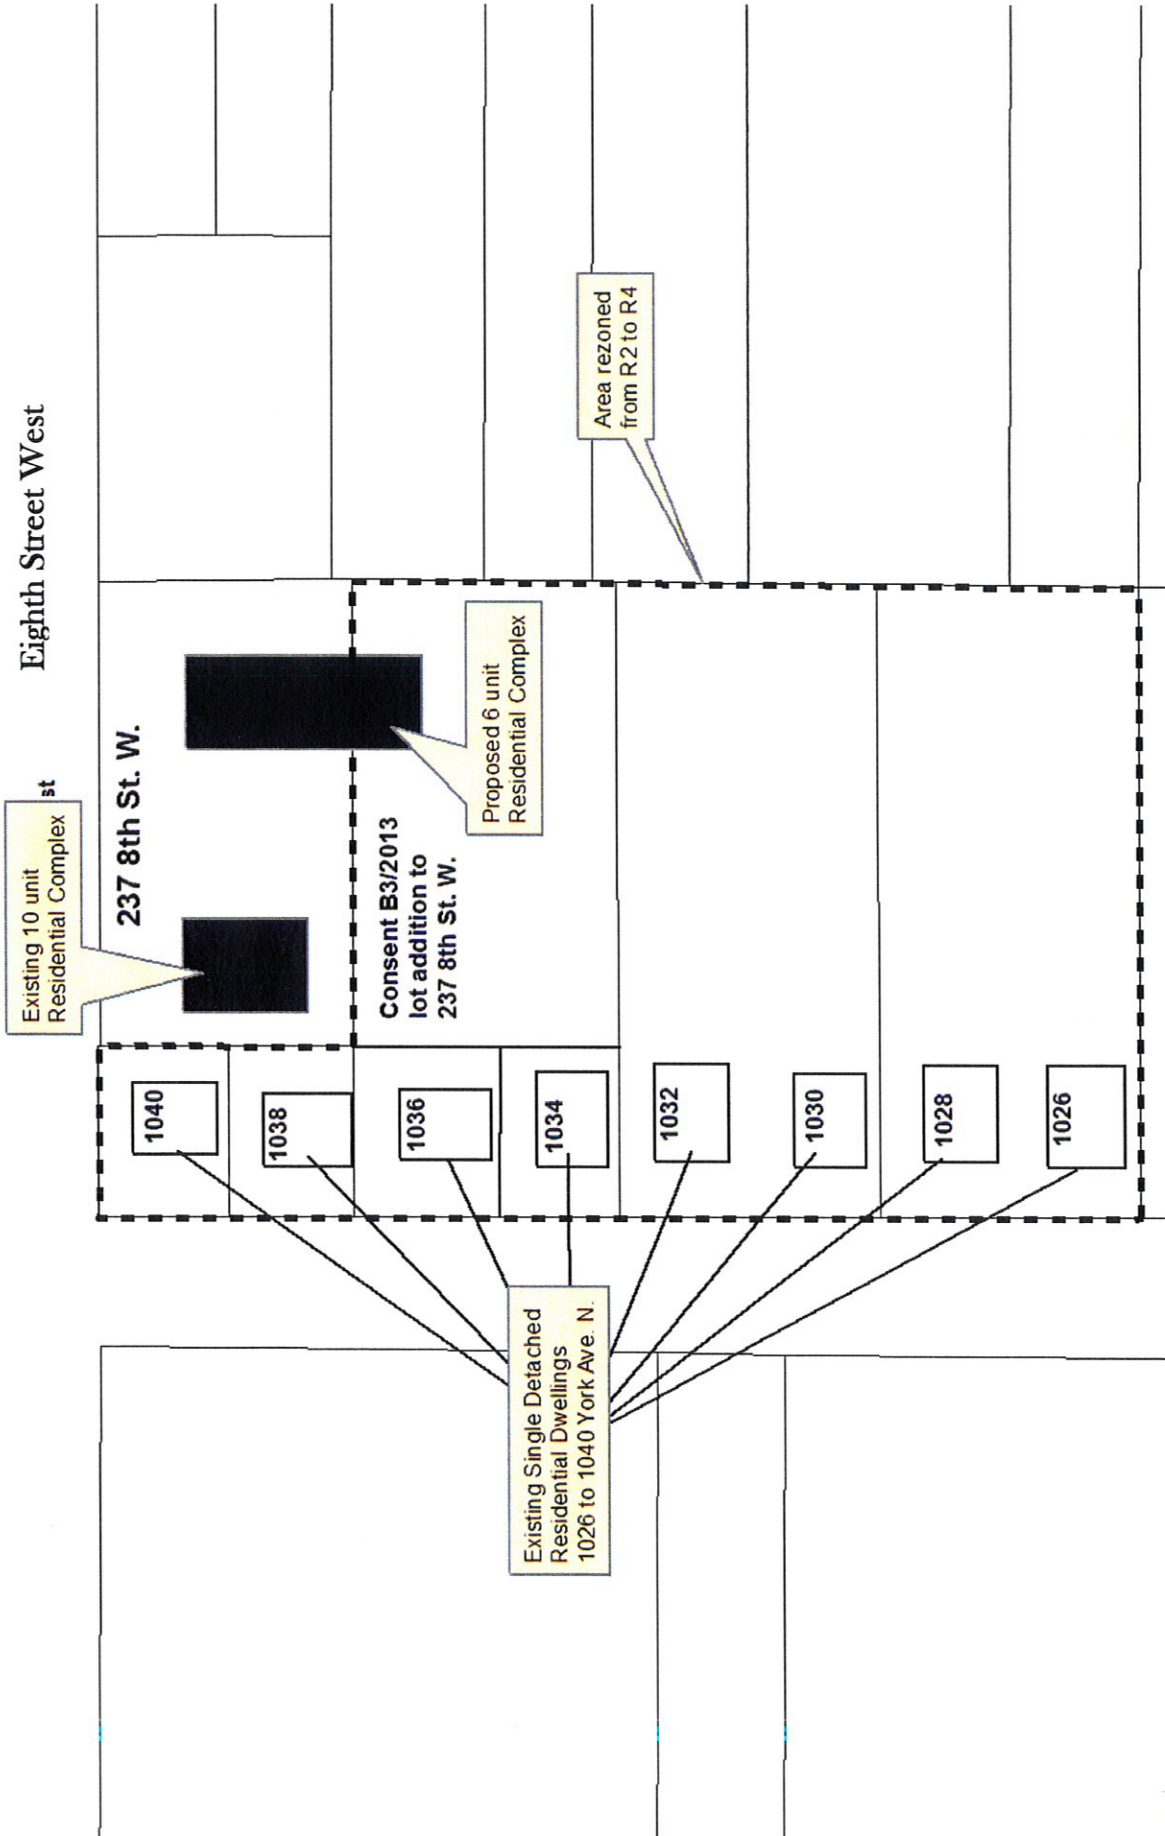 Eighth Street West
st
Existing 10 unit
Residential Complex
237 8th St. W.
Proposed 6 unit
Residential Complex
Consent B3/2013
lot addition to
237 8th St. W.
Area rezoned
from R2 to R4
1040
1038
1036
1034
1032
1030
1028
1026
Existing Single Detached
Residential Dwellings
1026 to 1040 York Ave. N.